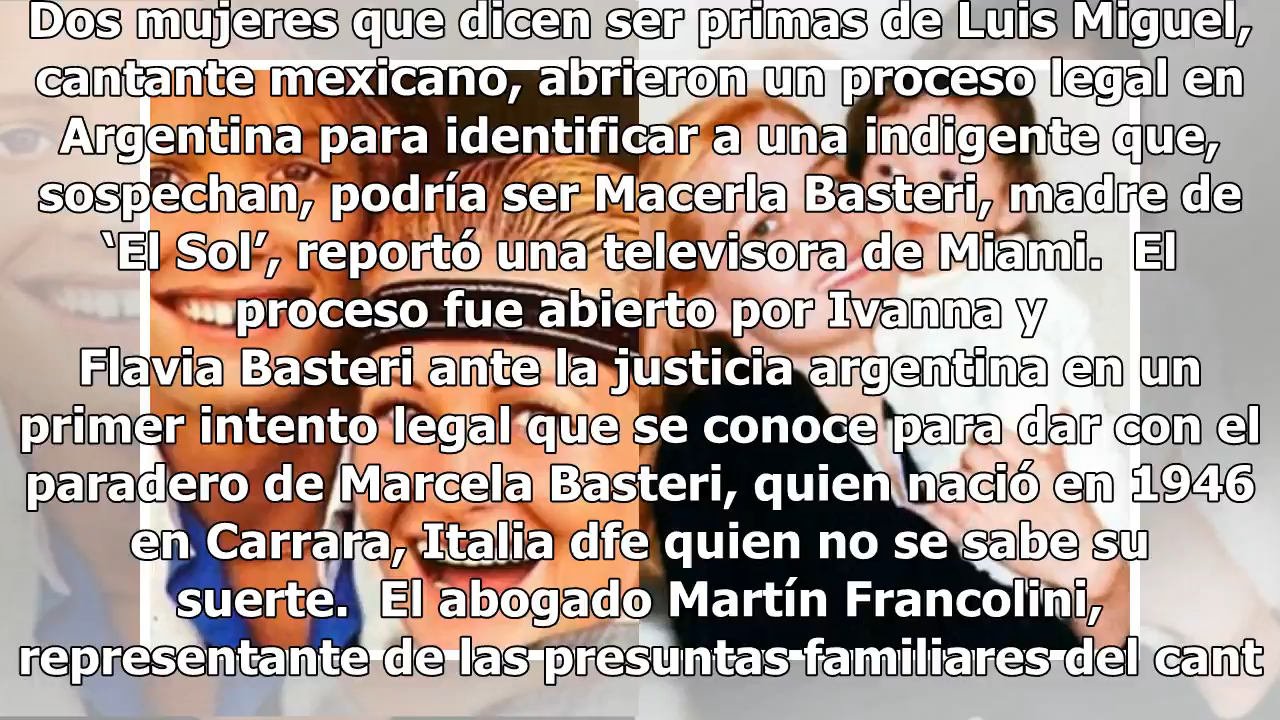 Dos mujeres que dicen ser primas de Luis Miguel,
cantante mexicano, abrieron un proceso legal en
Argentina para identificar a una indigente que,
sospechan, podría ser Macerla Basteri, madre de
‘El Sol’, reportó una televisora de Miami.  El
proceso fue abierto por Ivanna y
Flavia Basteri ante la justicia argentina en un
primer intento legal que se conoce para dar con el
paradero de Marcela Basteri, quien nació en 1946
en Carrara, Italia dfe quien no se sabe su
suerte.  El abogado Martín Francolini,
representante de las presuntas familiares del cant